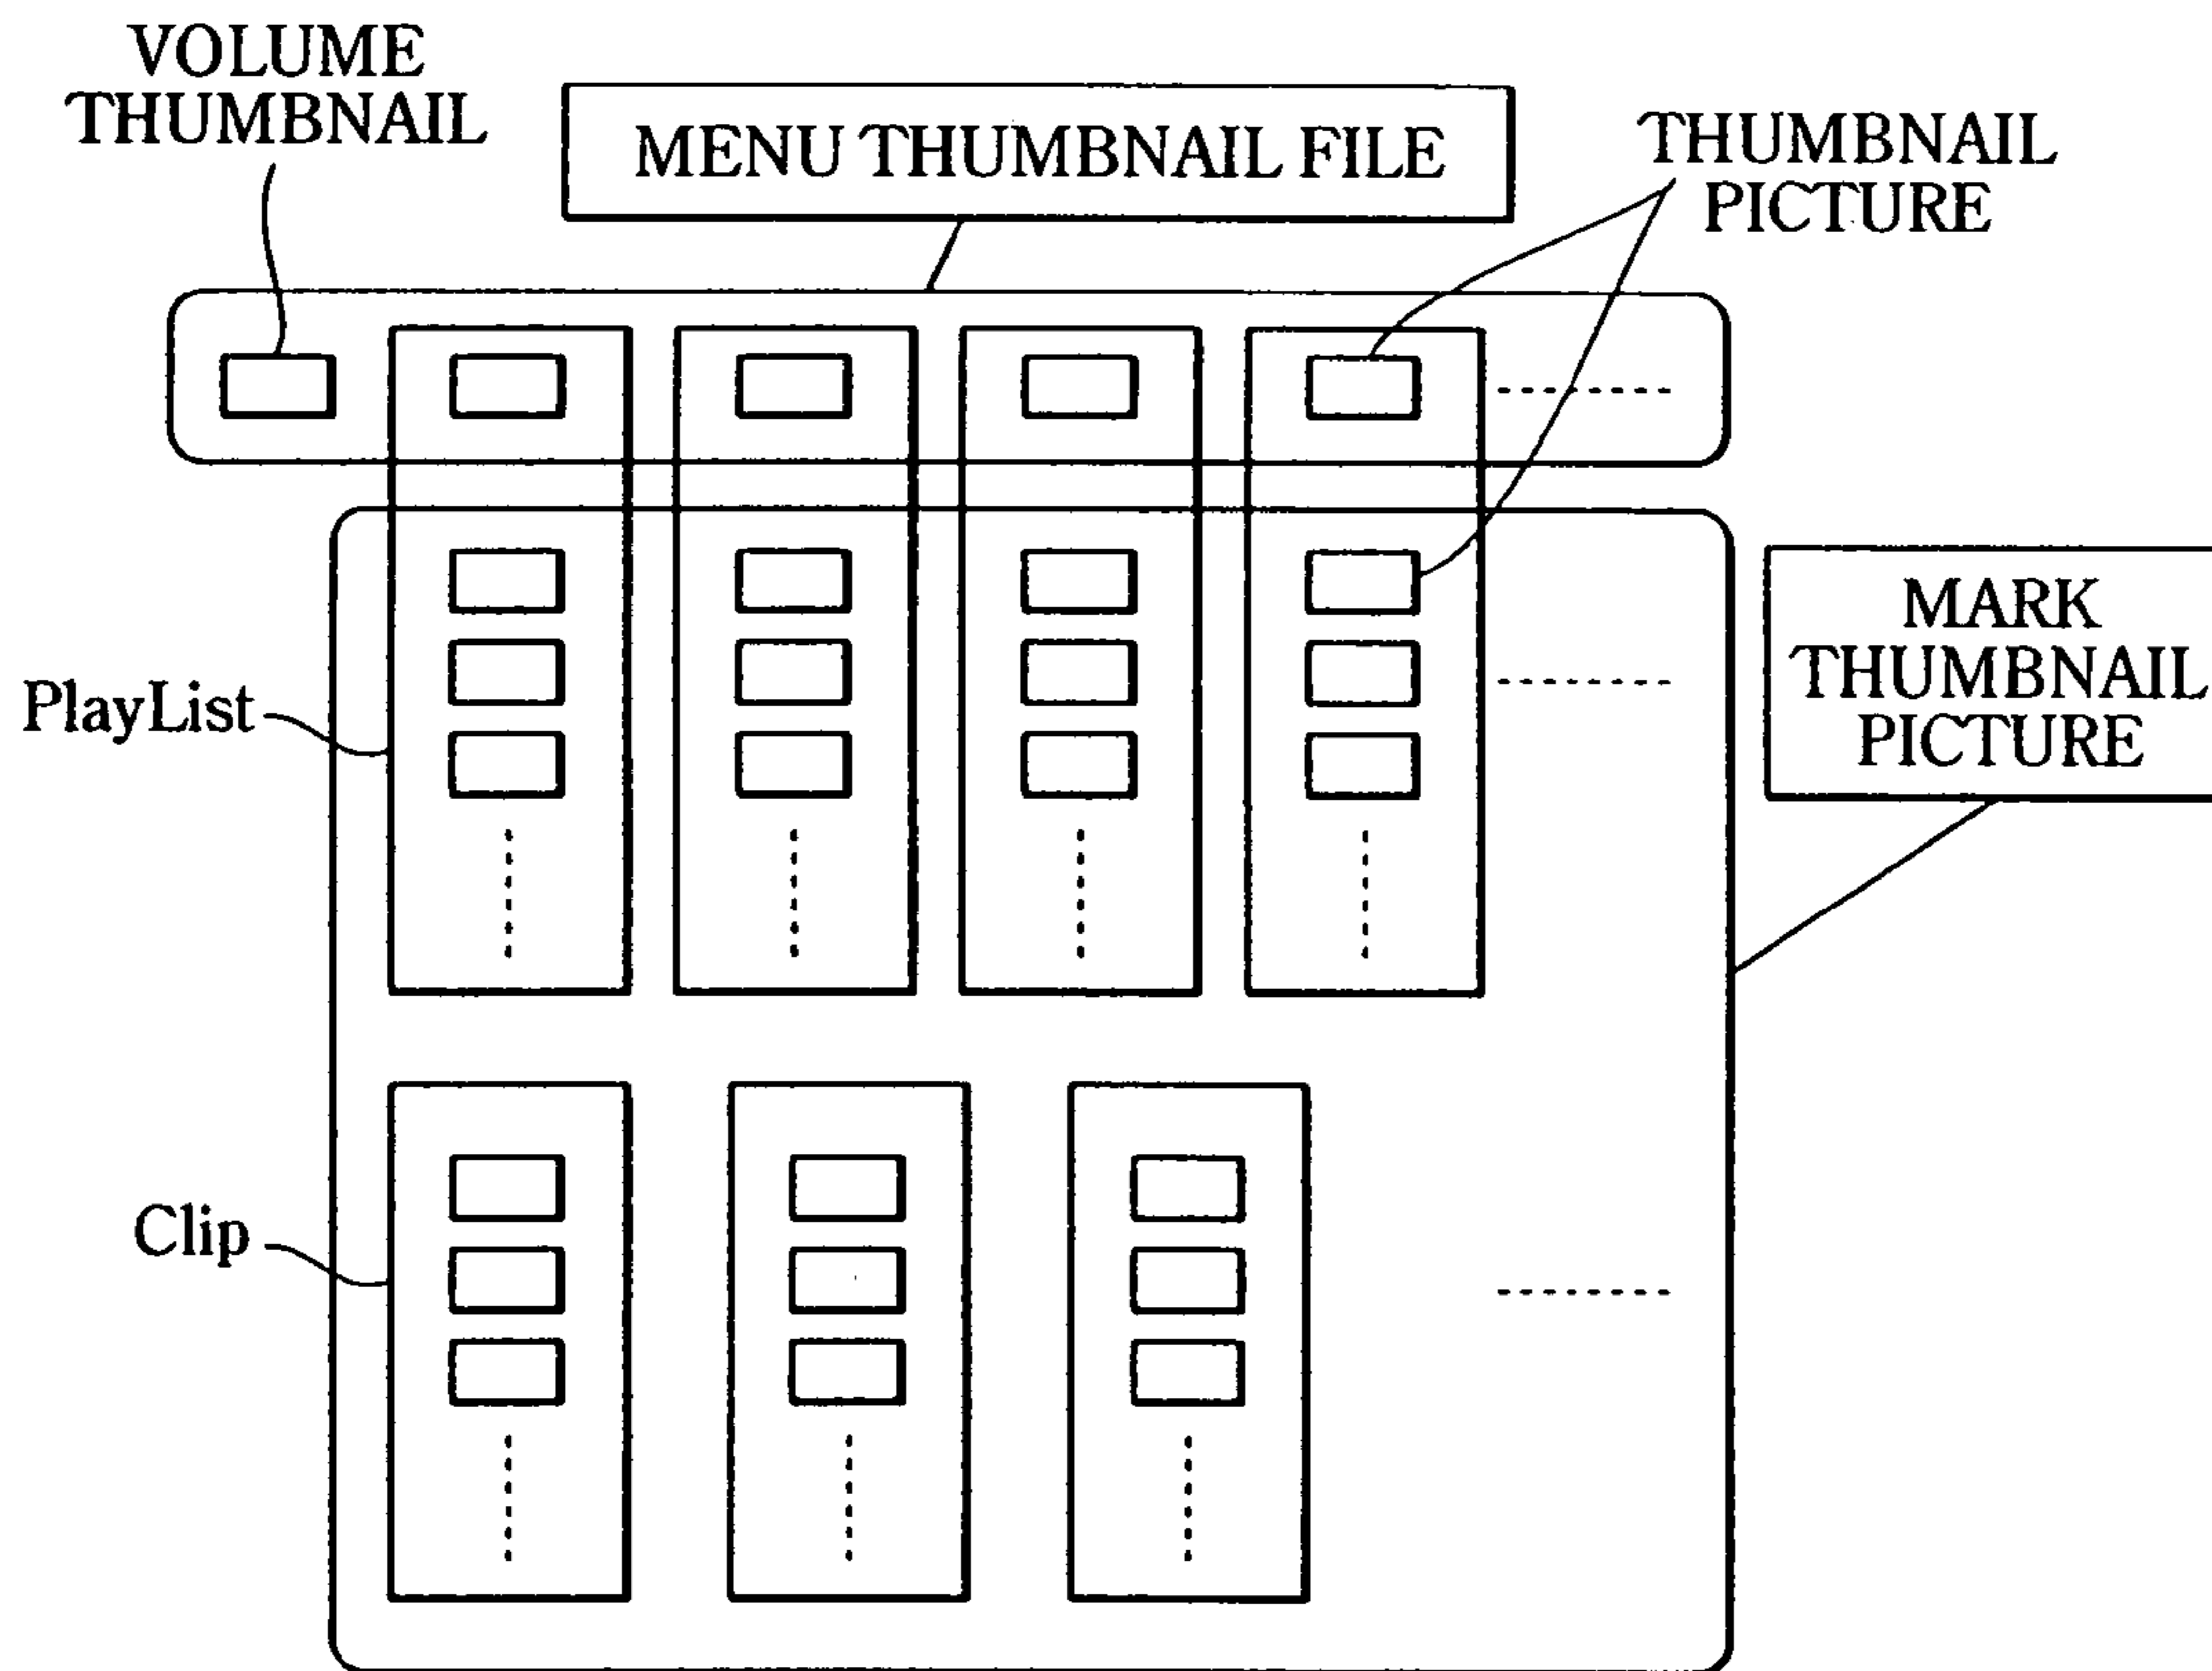 VOLUME
THUMBNAIL
MENU THUMBNAIL FILE
THUMBNAIL
PICTURE
MARK
THUMBNAIL
PICTURE
PlayList
Clip